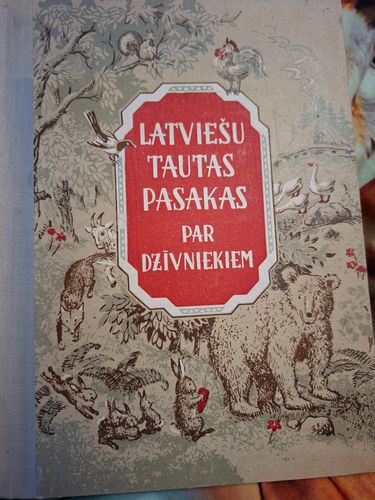 LATVIEŠU
TAUTAS
PASAKAS
PAR
DZĪVNIEKIEM